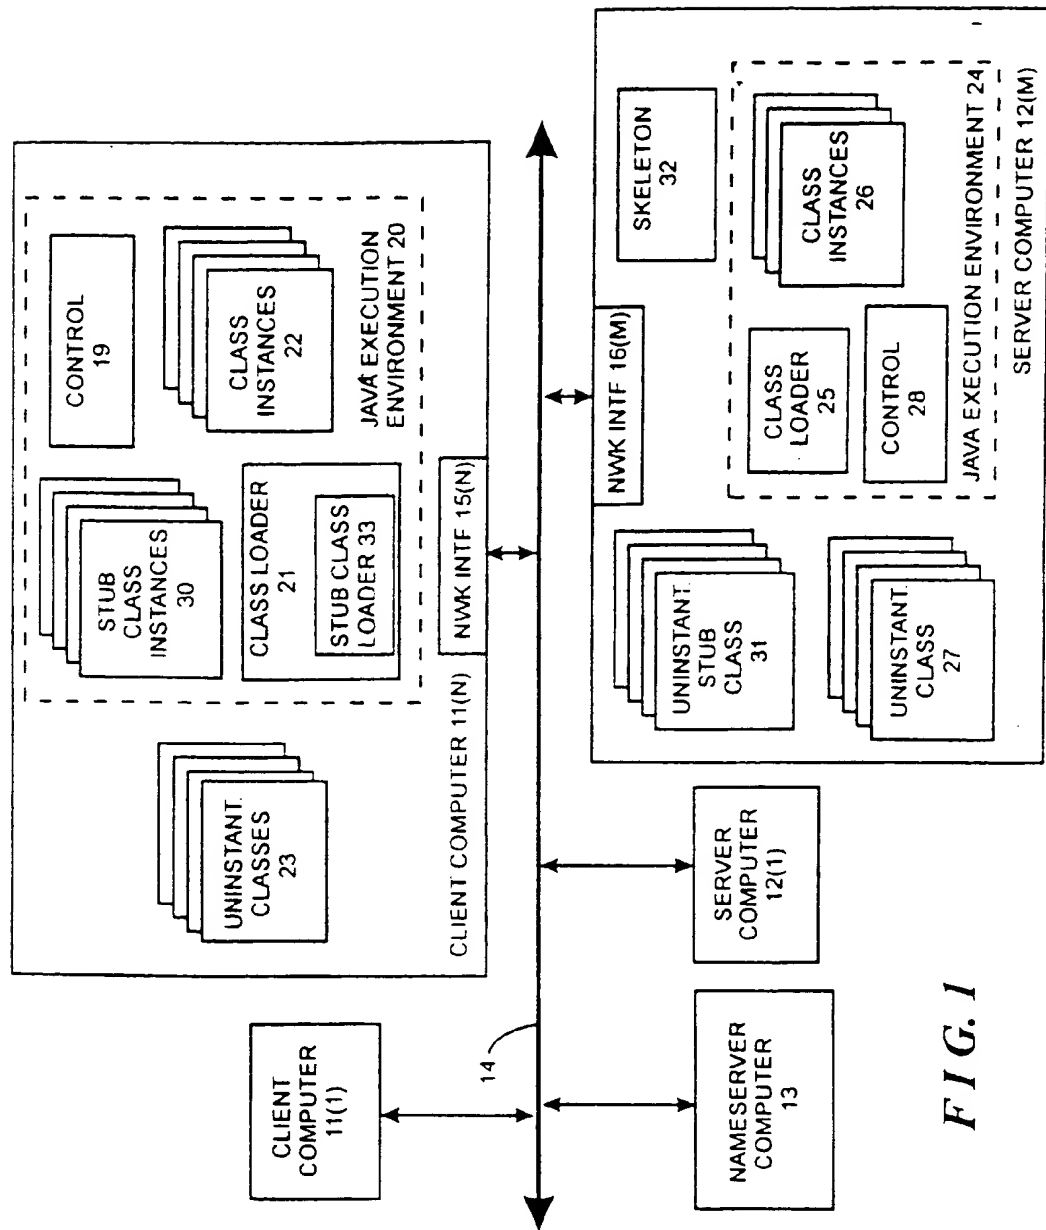 CLIENT
COMPUTER
11(1)
UNINSTANT.
CLASSES
23
STUB
CLASS
INSTANCES
30
CONTROL
19
CLASS LOADER
21
STUB CLASS
LOADER 33
CLASS
INSTANCES
22
JAVA EXECUTION
ENVIRONMENT 20
CLIENT COMPUTER 11(N)
NWK INTF 15(N)
14
NAMESERVER
COMPUTER
13
SERVER
COMPUTER
12(1)
NWK INTF 16(M)
SKELETON
32
UNINSTANT.
STUB
CLASS
31
UNINSTANT.
CLASS
27
CLASS
LOADER
25
CLASS
INSTANCES
26
CONTROL
28
JAVA EXECUTION ENVIRONMENT 24
SERVER COMPUTER 12(M)
FIG. 1